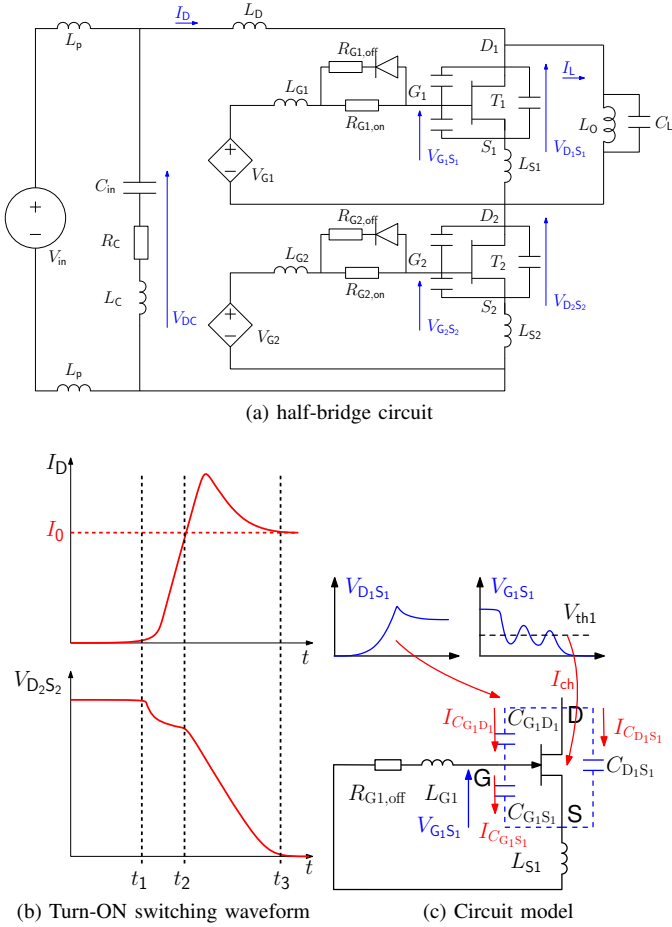 L_p
I_D
L_D
R_G1,off
D_1
I_L
L_G1
G_1
T_1
R_G1,on
L_O
C_L
V_G1S1
S_1
V_D1S1
L_S1
V_G1
C_in
R_G2,off
D_2
V_in
R_C
L_G2
G_2
T_2
R_G2,on
L_C
V_DC
V_G2S2
S_2
V_D2S2
L_S2
V_G2
L_p
(a) half-bridge circuit
I_D
I_0
t
V_D2S2
t
t_1
t_2
t_3
(b) Turn-ON switching waveform
V_D1S1
V_G1S1
V_th1
I_ch
I_CG1D1
C_G1D1
D
I_CD1S1
C_D1S1
R_G1,off
L_G1
G
V_G1S1
C_G1S1
I_CG1S1
S
L_S1
(c) Circuit model